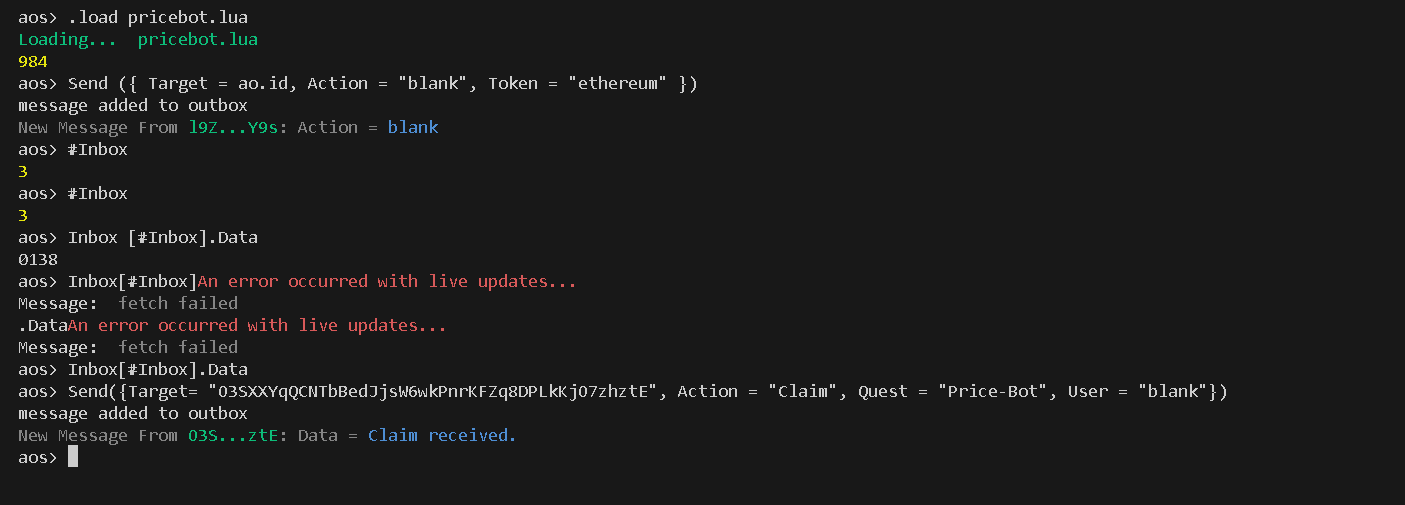 aos> .load pricebot.lua
Loading...  pricebot.lua
984
aos> Send ({ Target = ao.id, Action = "blank", Token = "ethereum" })
message added to outbox
New Message From l9Z...Y9s: Action = blank
aos> #Inbox
3
aos> #Inbox
3
aos> Inbox [#Inbox].Data
0138
aos> Inbox[#Inbox]An error occurred with live updates...
Message:  fetch failed
.DataAn error occurred with live updates...
Message:  fetch failed
aos> Inbox[#Inbox].Data
aos> Send({Target= "O3SXXYqQCNTbBedJjsW6wkPnrKFZq8DPLkKjO7zhztE", Action = "Claim", Quest = "Price-Bot", User = "blank"})
message added to outbox
New Message From O3S...ztE: Data = Claim received.
aos>